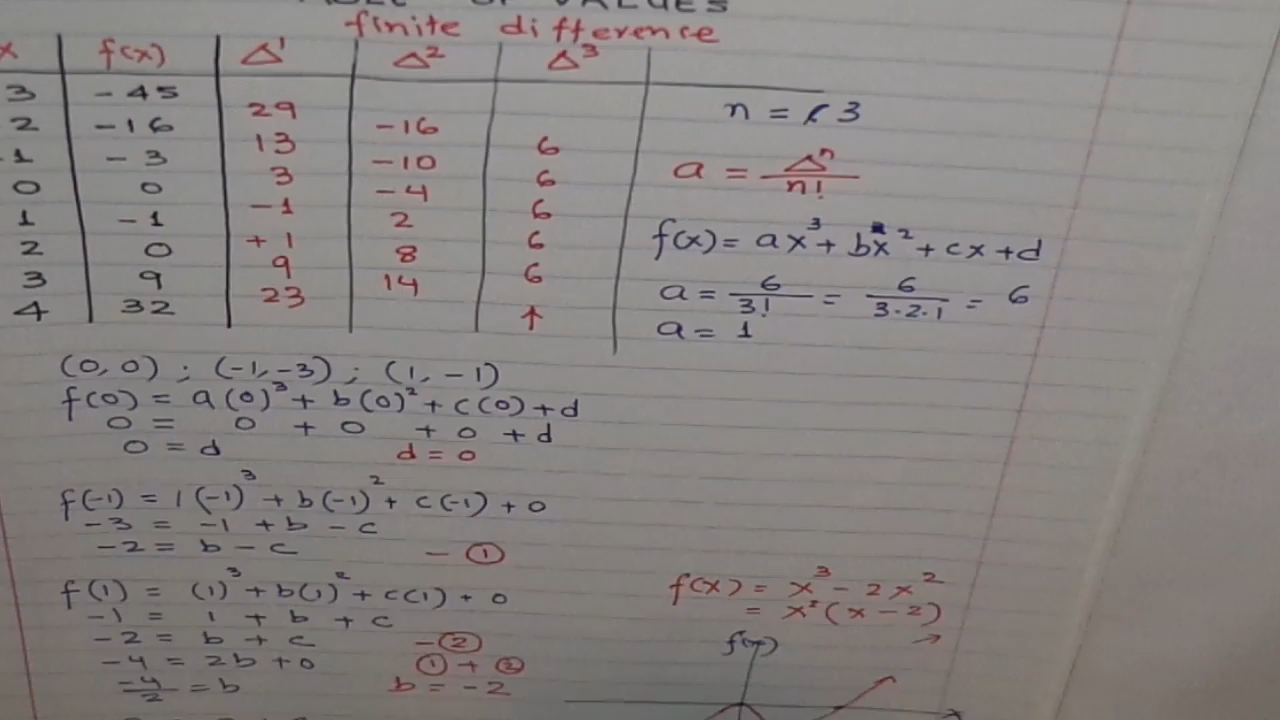 OF VALUES
finite difference
x f(x) Δ¹ Δ² Δ³
3 -45
29
2 -16 -16
13 6
-1 -3 -10
3 6
0 0 -4
-1 6
1 -1 2
+1 6
2 0 8
9 6
3 9 14
23
4 32 ↑
n = 3
a = Δⁿ/n!
f(x) = ax³ + bx² + cx + d
a = 6/3! = 6/3·2·1 = 6
a = 1
(0, 0) ; (-1, -3) ; (1, -1)
f(0) = a(0)³ + b(0)² + c(0) + d
0 = 0 + 0 + 0 + d
0 = d d = 0
f(-1) = 1(-1)³ + b(-1)² + c(-1) + 0
-3 = -1 + b - c
-2 = b - c - ①
f(1) = (1)³ + b(1)² + c(1) + 0
-1 = 1 + b + c
-2 = b + c - ②
-4 = 2b + 0 ① + ②
-4/2 = b b = -2
f(x) = x³ - 2x²
= x²(x - 2)
→
f(x)
x